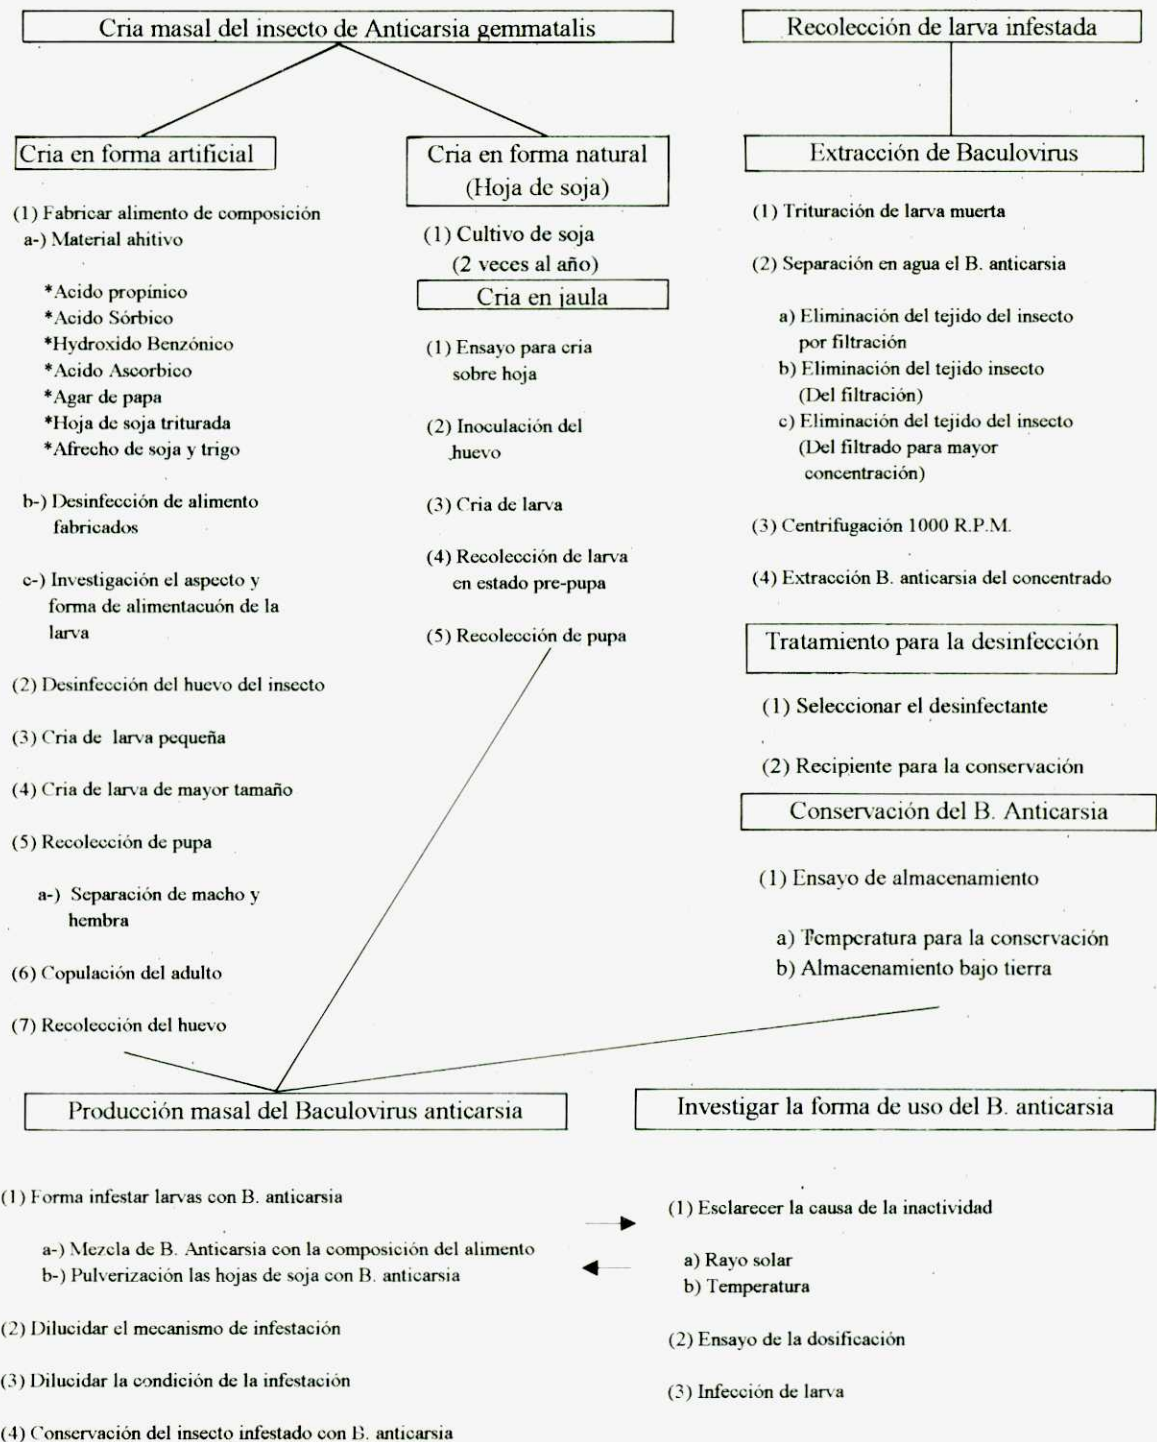 Cria masal del insecto de Anticarsia gemmatalis
Cria en forma artificial
(1) Fabricar alimento de composición
a-) Material ahitivo
*Acido propínico
*Acido Sórbico
*Hydroxido Benzónico
*Acido Ascorbico
*Agar de papa
*Hoja de soja triturada
*Afrecho de soja y trigo
b-) Desinfección de alimento
fabricados
c-) Investigación el aspecto y
forma de alimentacuón de la
larva
(2) Desinfección del huevo del insecto
(3) Cria de larva pequeña
(4) Cria de larva de mayor tamaño
(5) Recolección de pupa
a-) Separación de macho y
hembra
(6) Copulación del adulto
(7) Recolección del huevo
Cria en forma natural
(Hoja de soja)
(1) Cultivo de soja
(2 veces al año)
Cria en jaula
(1) Ensayo para cria
sobre hoja
(2) Inoculación del
huevo
(3) Cria de larva
(4) Recolección de larva
en estado pre-pupa
(5) Recolección de pupa
Recolección de larva infestada
Extracción de Baculovirus
(1) Trituración de larva muerta
(2) Separación en agua el B. anticarsia
a) Eliminación del tejido del insecto
por filtración
b) Eliminación del tejido insecto
(Del filtración)
c) Eliminación del tejido del insecto
(Del filtrado para mayor
concentración)
(3) Centrifugación 1000 R.P.M.
(4) Extracción B. anticarsia del concentrado
Tratamiento para la desinfección
(1) Seleccionar el desinfectante
(2) Recipiente para la conservación
Conservación del B. Anticarsia
(1) Ensayo de almacenamiento
a) Temperatura para la conservación
b) Almacenamiento bajo tierra
Producción masal del Baculovirus anticarsia
(1) Forma infestar larvas con B. anticarsia
a-) Mezcla de B. Anticarsia con la composición del alimento
b-) Pulverización las hojas de soja con B. anticarsia
(2) Dilucidar el mecanismo de infestación
(3) Dilucidar la condición de la infestación
(4) Conservación del insecto infestado con B. anticarsia
Investigar la forma de uso del B. anticarsia
(1) Esclarecer la causa de la inactividad
a) Rayo solar
b) Temperatura
(2) Ensayo de la dosificación
(3) Infección de larva